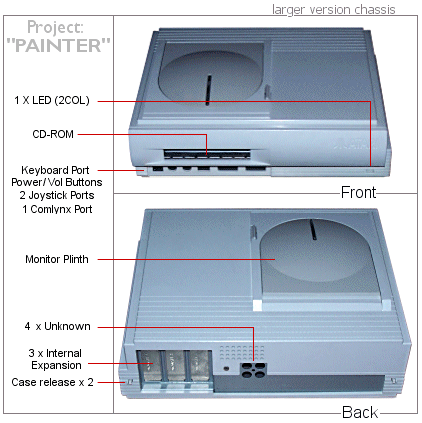 larger version chassis
Project:
"PAINTER"
1 X LED (2COL)
CD-ROM
Keyboard Port
Power/Vol Buttons
2 Joystick Ports
1 Comlynx Port
Front
Monitor Plinth
4 x Unknown
3 x Internal
Expansion
Case release x 2
Back